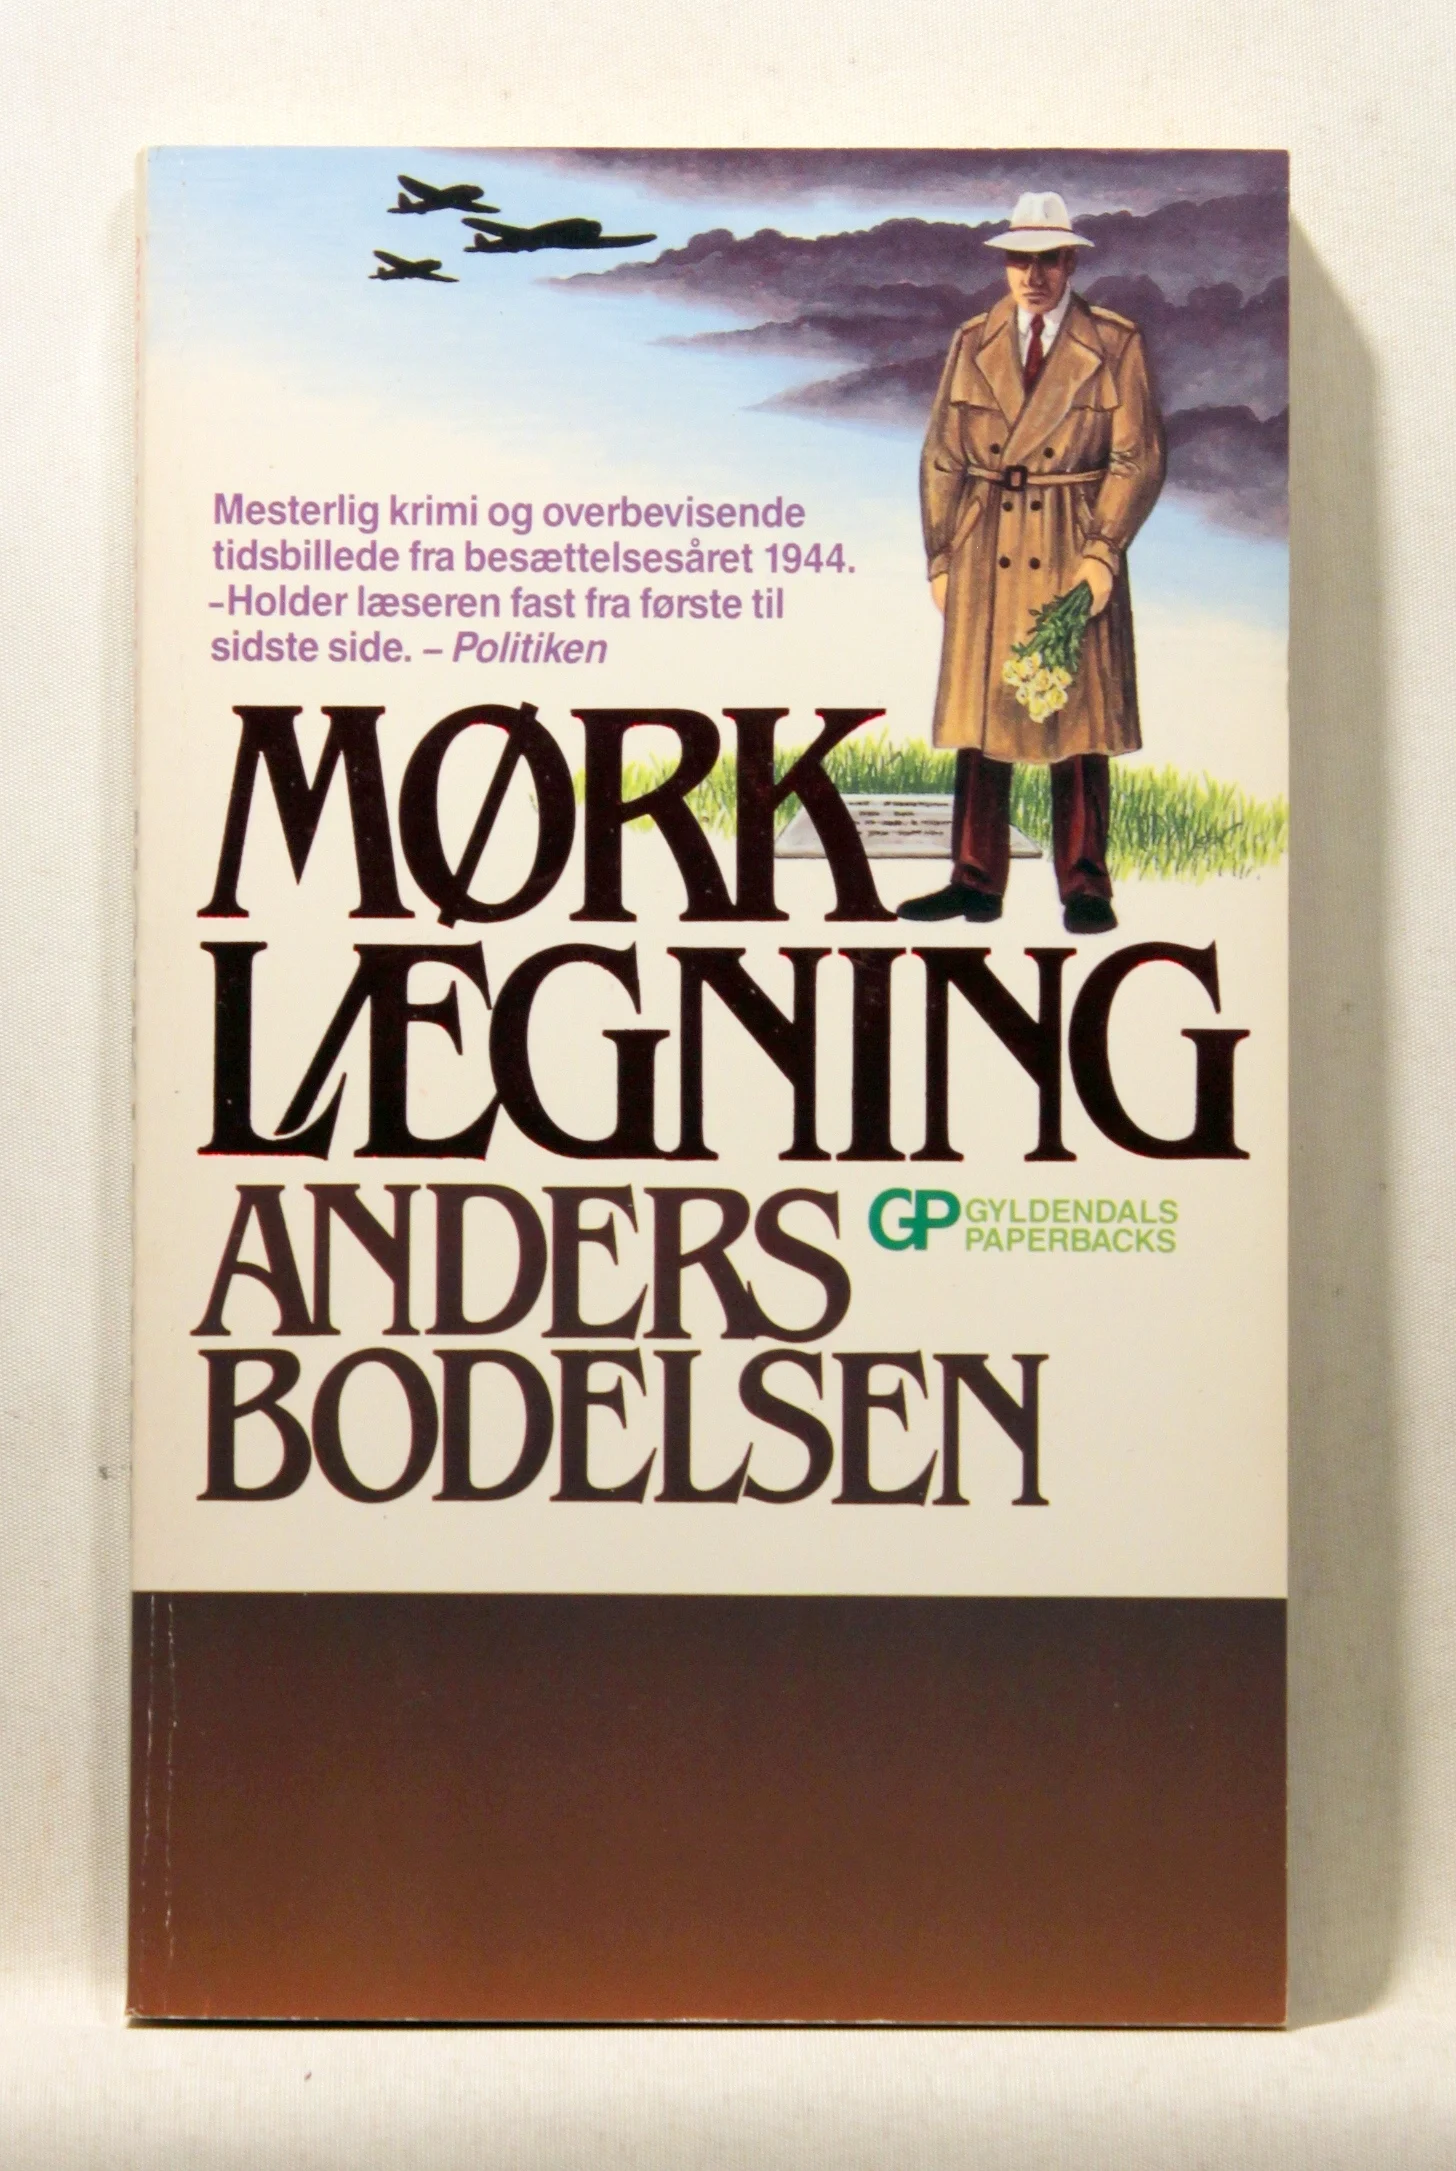 Mesterlig krimi og overbevisende
tidsbillede fra besættelsesåret 1944.
-Holder læseren fast fra første til
sidste side. – Politiken
MØRK
LÆGNING
ANDERS
BODELSEN
GP GYLDENDALS
PAPERBACKS